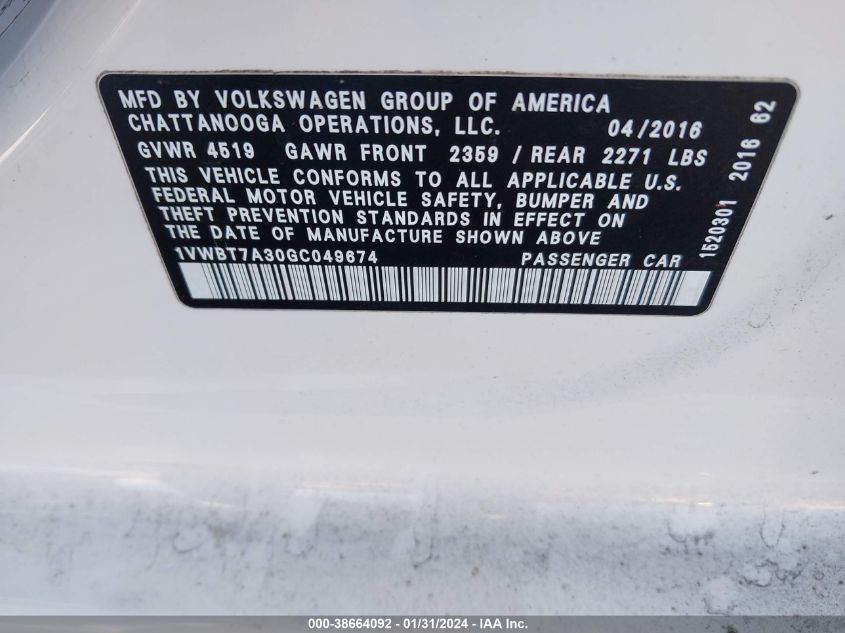 MFD BY VOLKSWAGEN GROUP OF AMERICA
CHATTANOOGA OPERATIONS, LLC. 04/2016
GVWR 4519 GAWR FRONT 2359 / REAR 2271 LBS
THIS VEHICLE CONFORMS TO ALL APPLICABLE U.S.
FEDERAL MOTOR VEHICLE SAFETY, BUMPER AND
THEFT PREVENTION STANDARDS IN EFFECT ON
THE DATE OF MANUFACTURE SHOWN ABOVE
1VWBT7A30GC049674 PASSENGER CAR
1520301 2016 62
000-38664092 - 01/31/2024 - IAA Inc.